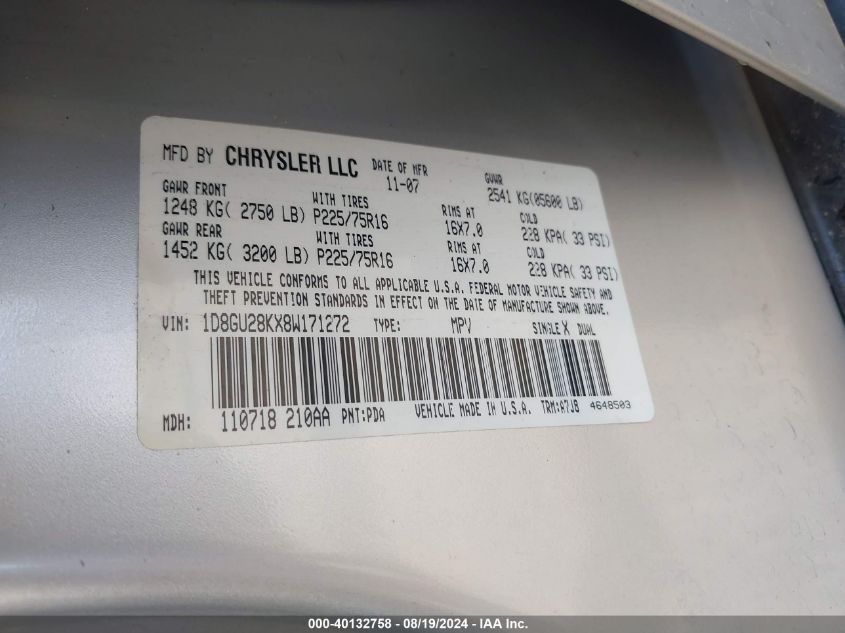 MFD BY CHRYSLER LLC DATE OF MFR GVWR
11-07 2541 KG(05600 LB)
GAWR FRONT WITH TIRES RIMS AT COLD
1248 KG( 2750 LB) P225/75R16 16X7.0 228 KPA( 33 PSI)
GAWR REAR WITH TIRES RIMS AT COLD
1452 KG( 3200 LB) P225/75R16 16X7.0 228 KPA( 33 PSI)
THIS VEHICLE CONFORMS TO ALL APPLICABLE U.S.A. FEDERAL MOTOR VEHICLE SAFETY AND
THEFT PREVENTION STANDARDS IN EFFECT ON THE DATE OF MANUFACTURE SHOWN ABOVE.
VIN: 1D8GU28KX8W171272 TYPE: MPV SINGLE X DUAL
MDH: 110718 210AA PNT:PDA VEHICLE MADE IN U.S.A. TRM:A7J8 4648503
000-40132758 - 08/19/2024 - IAA Inc.